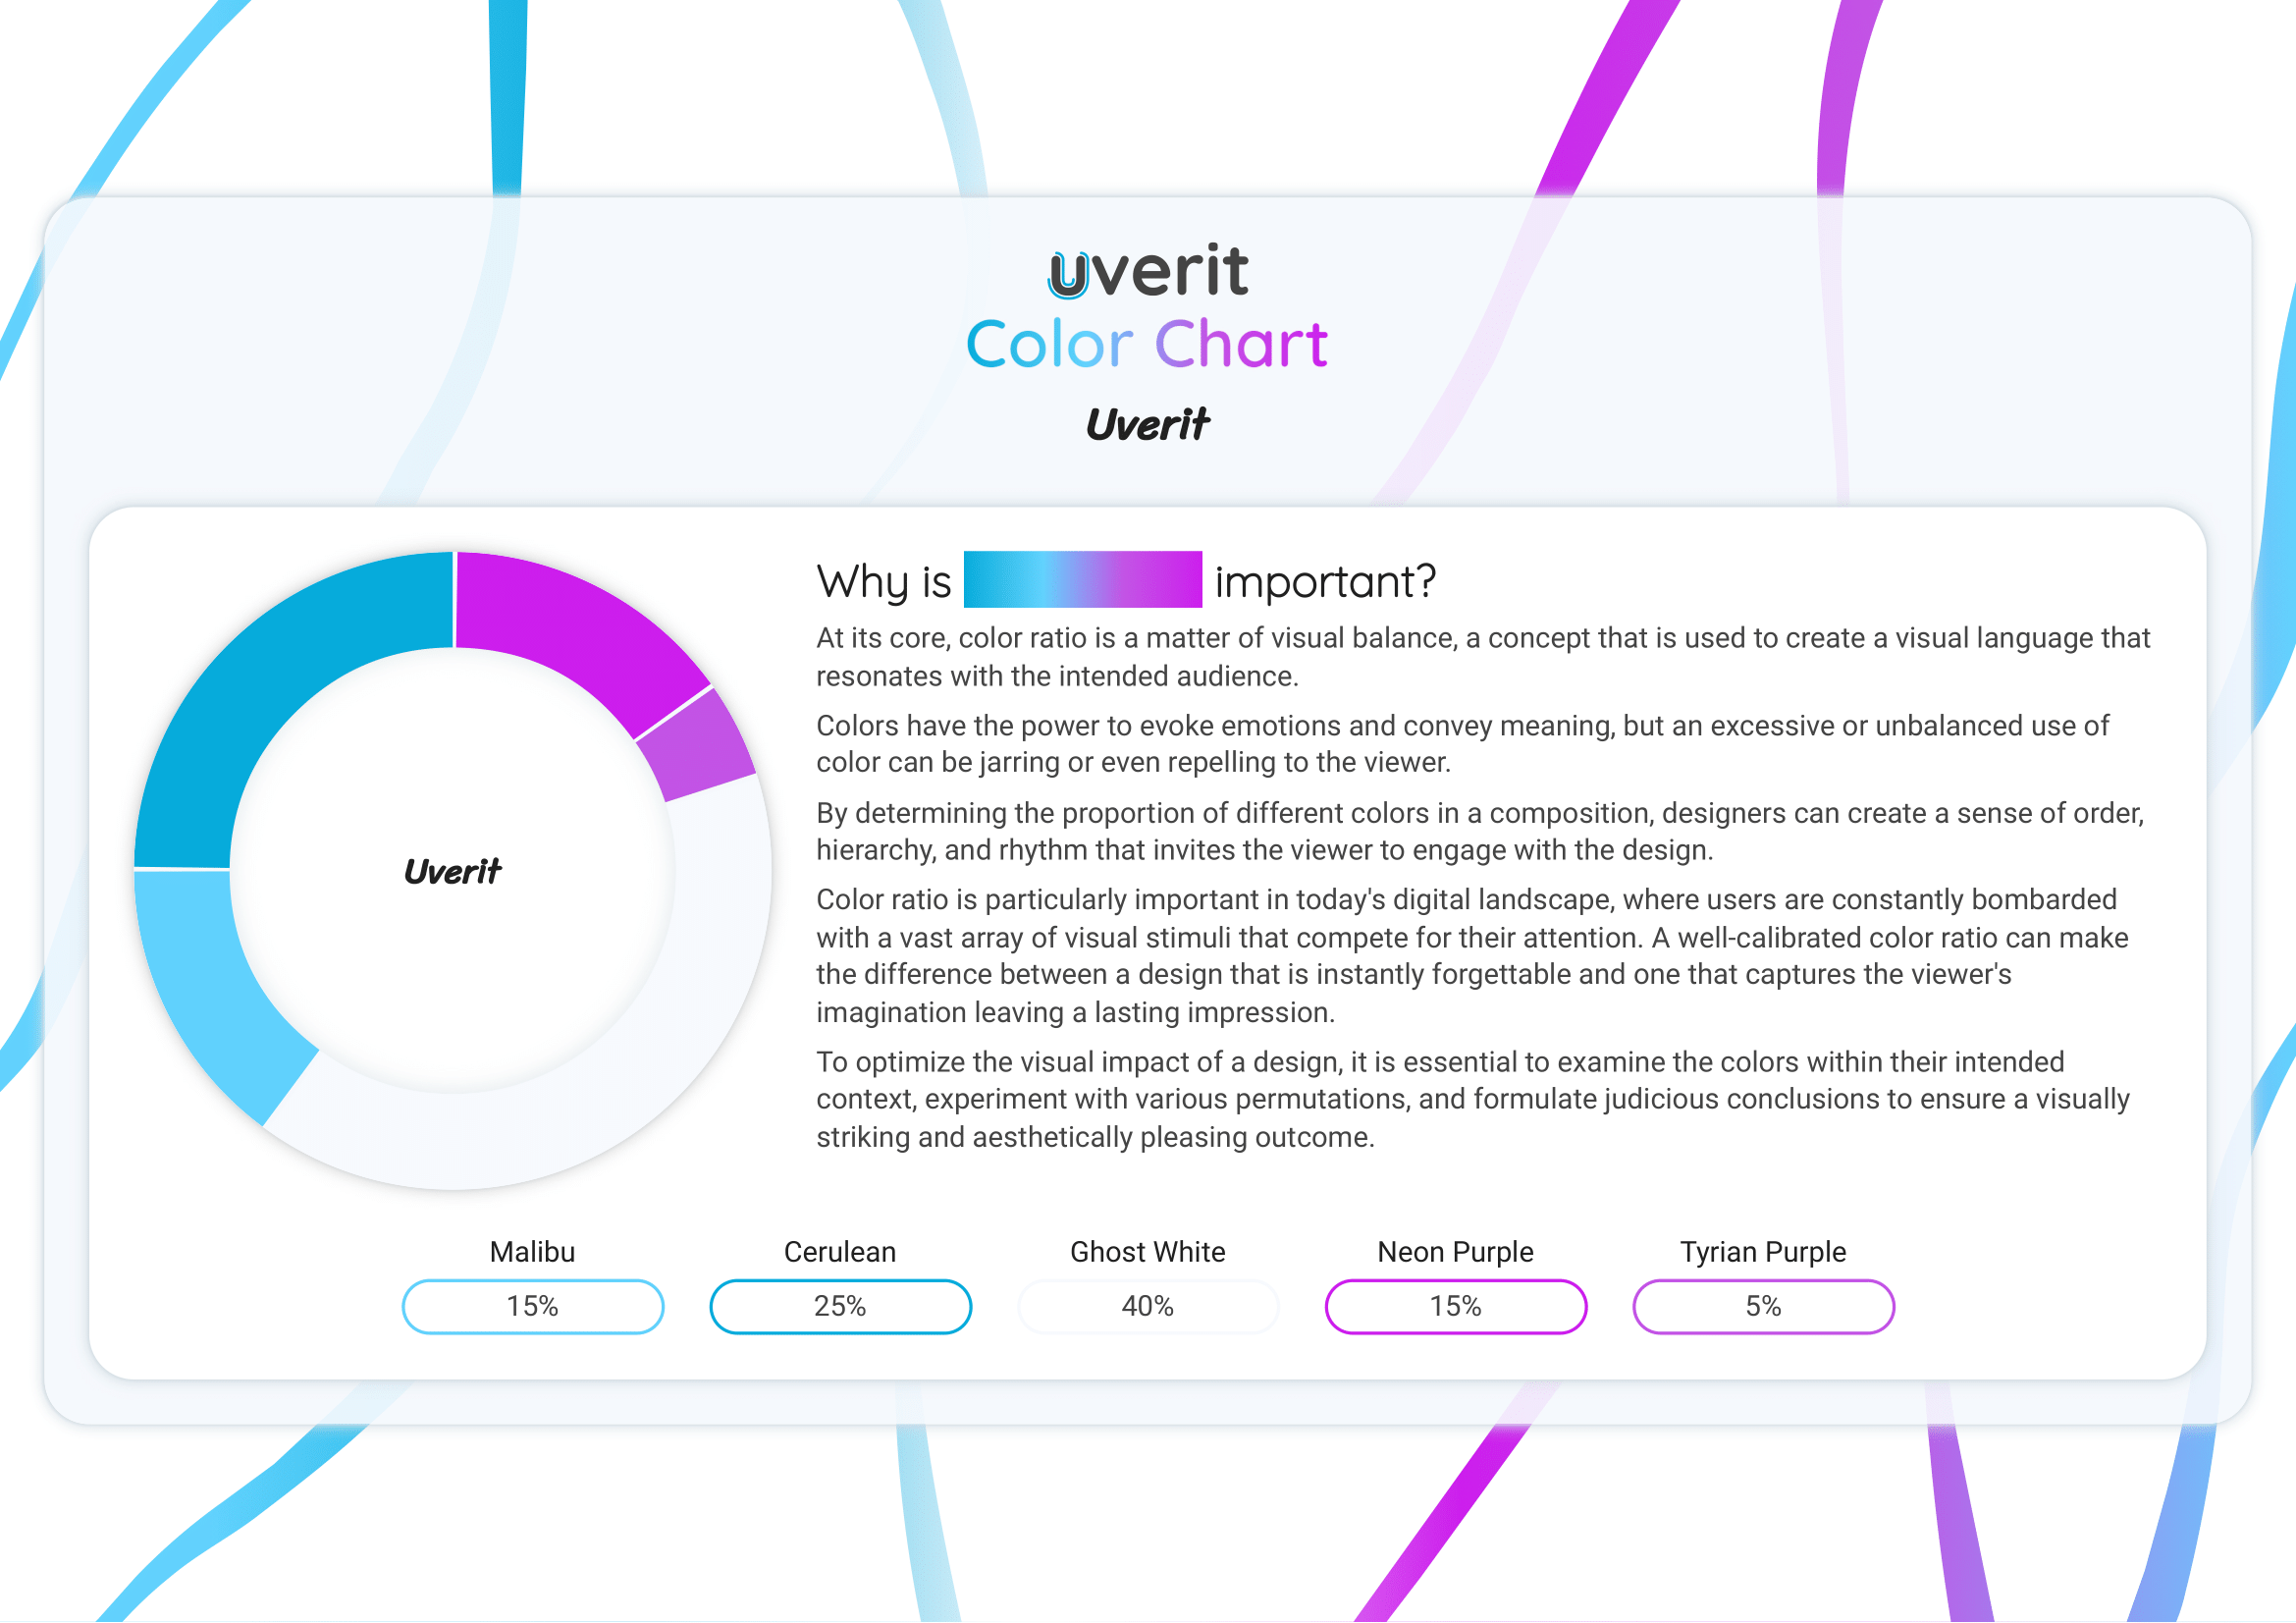 uverit
Color Chart
Uverit
Why is important?
At its core, color ratio is a matter of visual balance, a concept that is used to create a visual language that
resonates with the intended audience.
Colors have the power to evoke emotions and convey meaning, but an excessive or unbalanced use of
color can be jarring or even repelling to the viewer.
By determining the proportion of different colors in a composition, designers can create a sense of order,
hierarchy, and rhythm that invites the viewer to engage with the design.
Color ratio is particularly important in today's digital landscape, where users are constantly bombarded
with a vast array of visual stimuli that compete for their attention. A well-calibrated color ratio can make
the difference between a design that is instantly forgettable and one that captures the viewer's
imagination leaving a lasting impression.
To optimize the visual impact of a design, it is essential to examine the colors within their intended
context, experiment with various permutations, and formulate judicious conclusions to ensure a visually
striking and aesthetically pleasing outcome.
Uverit
Malibu
15%
Cerulean
25%
Ghost White
40%
Neon Purple
15%
Tyrian Purple
5%